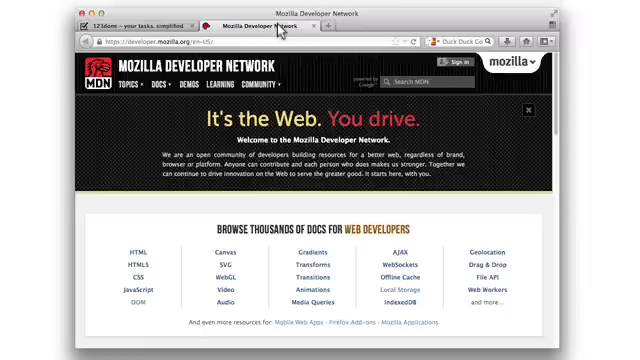 Mozilla Developer Network
123done – your tasks, simplified
Mozilla Developer Network
https://developer.mozilla.org/en-US/
Duck Duck Go
MDN
MOZILLA DEVELOPER NETWORK
TOPICS DOCS DEMOS LEARNING COMMUNITY
Sign in
mozilla
powered by
Google
Search MDN
It's the Web. You drive.
Welcome to the Mozilla Developer Network.
We are an open community of developers building resources for a better web, regardless of brand,
browser or platform. Anyone can contribute and each person who does makes us stronger. Together
we can continue to drive innovation on the Web to serve the greater good. It starts here, with you.
BROWSE THOUSANDS OF DOCS FOR WEB DEVELOPERS
HTML Canvas Gradients AJAX Geolocation
HTML5 SVG Transforms WebSockets Drag & Drop
CSS WebGL Transitions Offline Cache File API
JavaScript Video Animations Local Storage Web Workers
DOM Audio Media Queries IndexedDB and more...
And even more resources for: Mobile Web Apps - Firefox Add-ons - Mozilla Applications